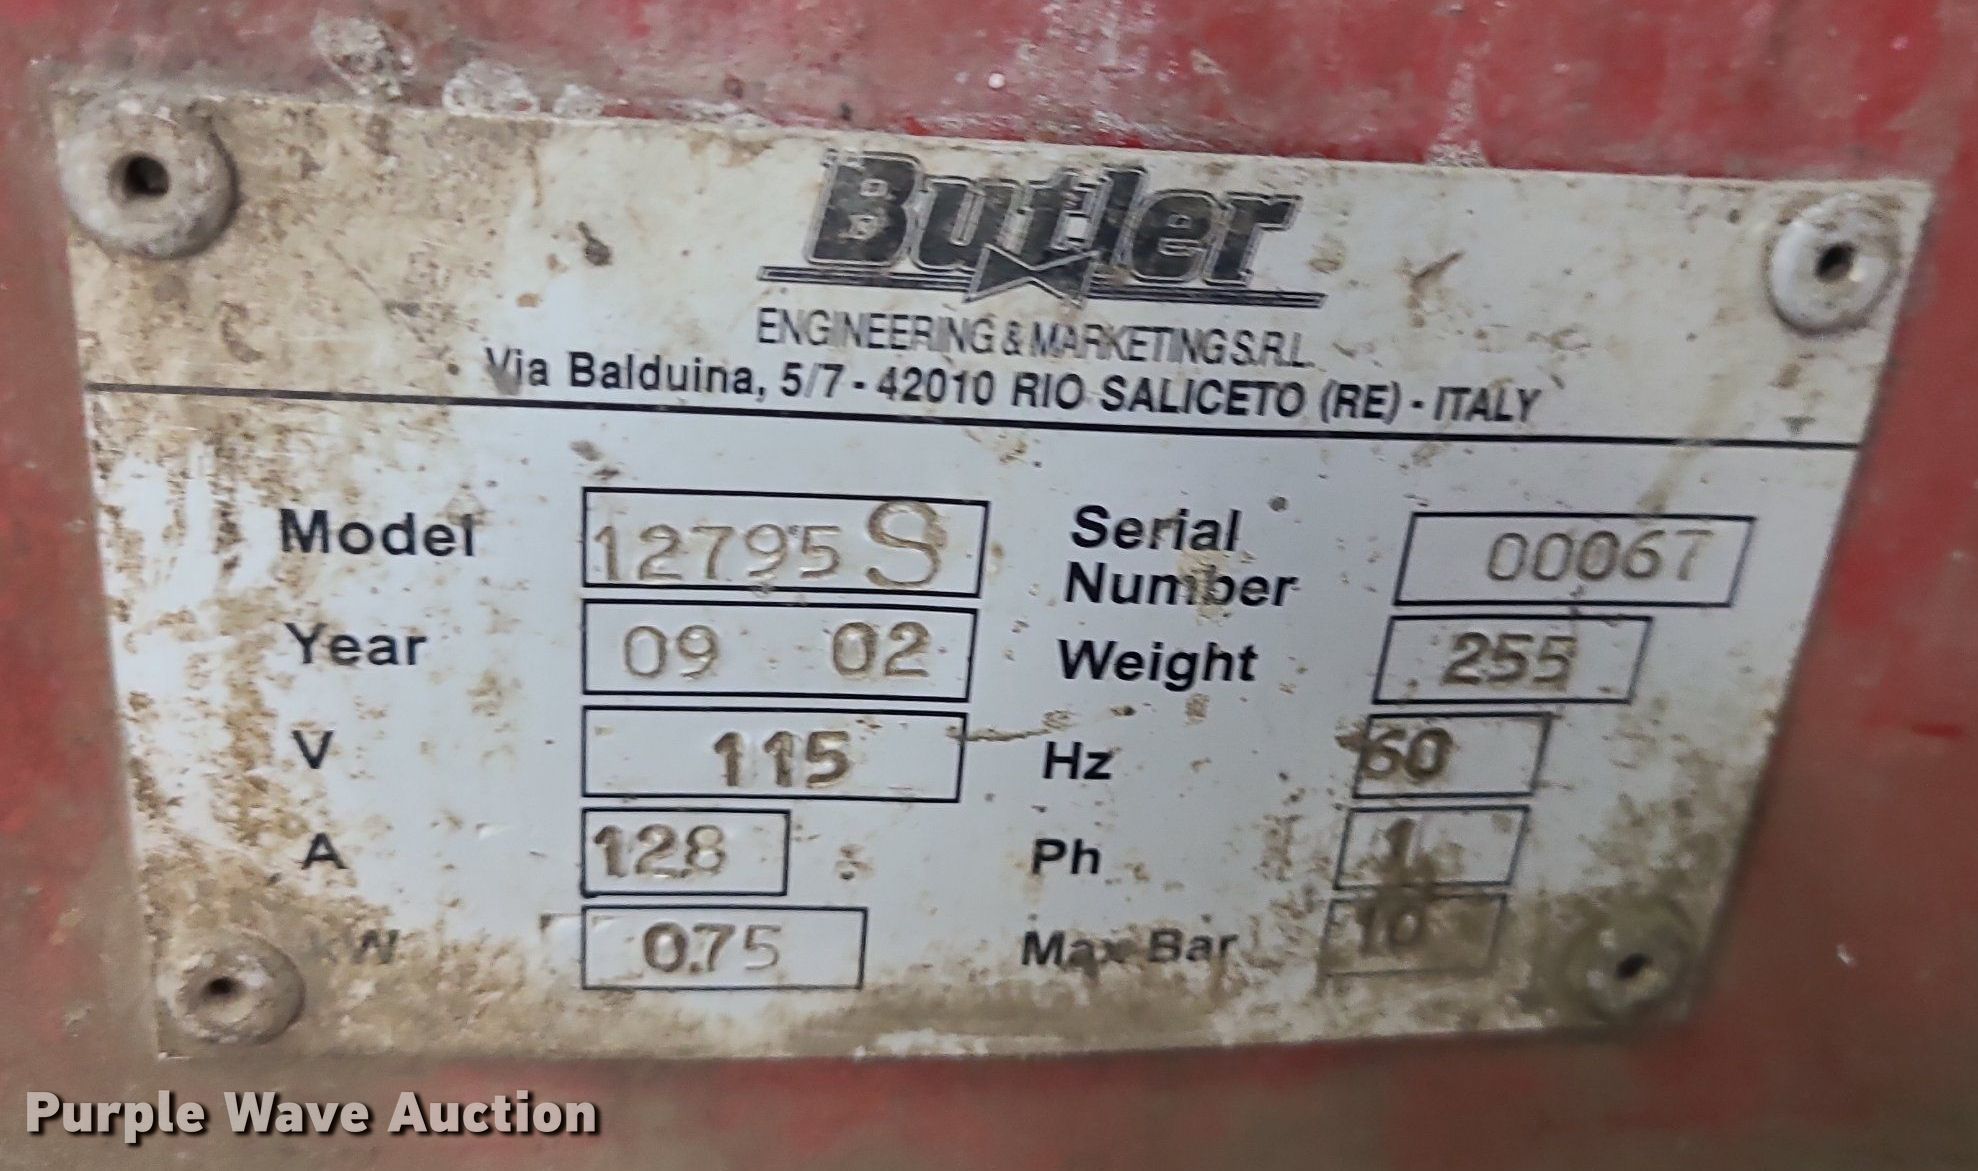 Butler
ENGINEERING & MARKETING S.R.L.
Via Balduina, 5/7 - 42010 RIO SALICETO (RE) - ITALY
Model 12795 S Serial Number 00067
Year 09 02 Weight 255
V 115 Hz 60
A 12.8 Ph 1
kW 0.75 Max Bar 10
Purple Wave Auction